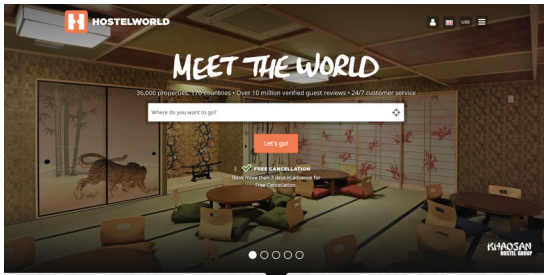 HOSTELWORLD
USD
MEET THE WORLD
36,000 properties, 170 countries • Over 10 million verified guest reviews • 24/7 customer service
Where do you want to go?
Let's go!
FREE CANCELLATION
Book more than 7 days in advance for
Free Cancellation.
KHAOSAN
HOSTEL GROUP